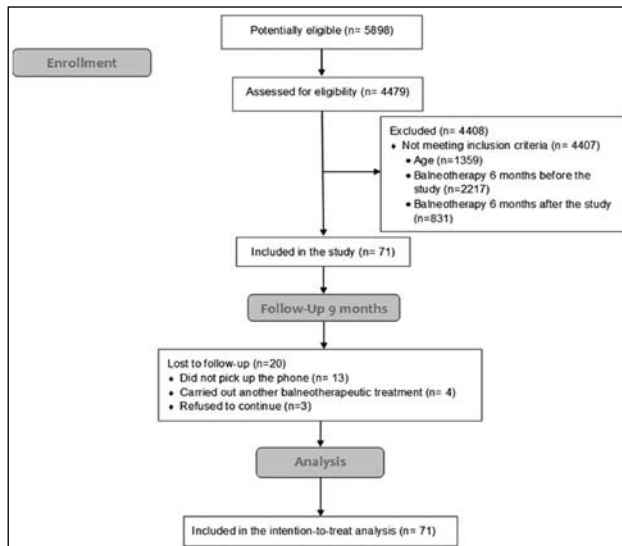 Potentially eligible (n= 5898)
Enrollment
Assessed for eligibility (n= 4479)
Excluded (n= 4408)
• Not meeting inclusion criteria (n= 4407)
• Age (n=1359)
• Balneotherapy 6 months before the
study (n=2217)
• Balneotherapy 6 months after the study
(n=831)
Included in the study (n= 71)
Follow-Up 9 months
Lost to follow-up (n=20)
• Did not pick up the phone (n= 13)
• Carried out another balneotherapeutic treatment (n= 4)
• Refused to continue (n=3)
Analysis
Included in the intention-to-treat analysis (n= 71)